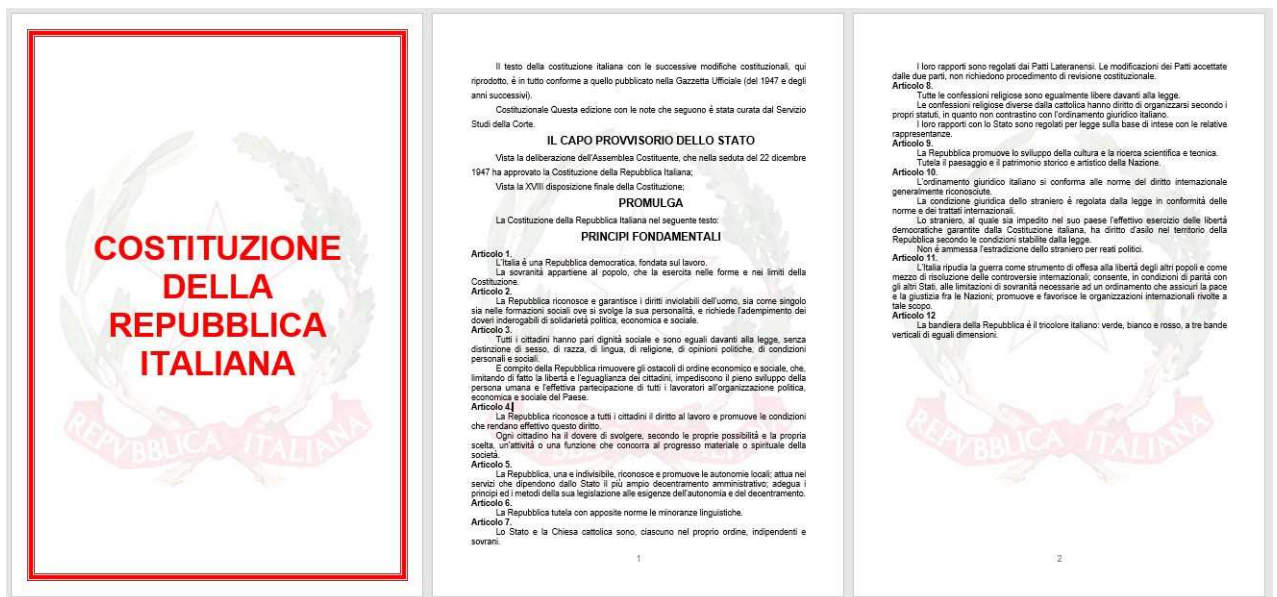 COSTITUZIONE
DELLA
REPUBBLICA
ITALIANA
REPVBBLICA ITALIANA
Il testo della costituzione italiana con le successive modifiche costituzionali, qui
riprodotto, è in tutto conforme a quello pubblicato nella Gazzetta Ufficiale (del 1947 e degli
anni successivi).
Costituzionale Questa edizione con le note che seguono è stata curata dal Servizio
Studi della Corte.
IL CAPO PROVVISORIO DELLO STATO
Vista la deliberazione dell'Assemblea Costituente, che nella seduta del 22 dicembre
1947 ha approvato la Costituzione della Repubblica Italiana;
Vista la XVIII disposizione finale della Costituzione;
PROMULGA
La Costituzione della Repubblica Italiana nel seguente testo:
PRINCIPI FONDAMENTALI
Articolo 1.
L'Italia è una Repubblica democratica, fondata sul lavoro.
La sovranità appartiene al popolo, che la esercita nelle forme e nei limiti della
Costituzione.
Articolo 2.
La Repubblica riconosce e garantisce i diritti inviolabili dell'uomo, sia come singolo
sia nelle formazioni sociali ove si svolge la sua personalità, e richiede l'adempimento dei
doveri inderogabili di solidarietà politica, economica e sociale.
Articolo 3.
Tutti i cittadini hanno pari dignità sociale e sono eguali davanti alla legge, senza
distinzione di sesso, di razza, di lingua, di religione, di opinioni politiche, di condizioni
personali e sociali.
E compito della Repubblica rimuovere gli ostacoli di ordine economico e sociale, che,
limitando di fatto la libertà e l'eguaglianza dei cittadini, impediscono il pieno sviluppo della
persona umana e l'effettiva partecipazione di tutti i lavoratori all'organizzazione politica,
economica e sociale del Paese.
Articolo 4.
La Repubblica riconosce a tutti i cittadini il diritto al lavoro e promuove le condizioni
che rendano effettivo questo diritto.
Ogni cittadino ha il dovere di svolgere, secondo le proprie possibilità e la propria
scelta, un'attività o una funzione che concorra al progresso materiale o spirituale della
società.
Articolo 5.
La Repubblica, una e indivisibile, riconosce e promuove le autonomie locali; attua nei
servizi che dipendono dallo Stato il più ampio decentramento amministrativo; adegua i
principi ed i metodi della sua legislazione alle esigenze dell'autonomia e del decentramento.
Articolo 6.
La Repubblica tutela con apposite norme le minoranze linguistiche.
Articolo 7.
Lo Stato e la Chiesa cattolica sono, ciascuno nel proprio ordine, indipendenti e
sovrani.
1
I loro rapporti sono regolati dai Patti Lateranensi. Le modificazioni dei Patti accettate
dalle due parti, non richiedono procedimento di revisione costituzionale.
Articolo 8.
Tutte le confessioni religiose sono egualmente libere davanti alla legge.
Le confessioni religiose diverse dalla cattolica hanno diritto di organizzarsi secondo i
propri statuti, in quanto non contrastino con l'ordinamento giuridico italiano.
I loro rapporti con lo Stato sono regolati per legge sulla base di intese con le relative
rappresentanze.
Articolo 9.
La Repubblica promuove lo sviluppo della cultura e la ricerca scientifica e tecnica.
Tutela il paesaggio e il patrimonio storico e artistico della Nazione.
Articolo 10.
L'ordinamento giuridico italiano si conforma alle norme del diritto internazionale
generalmente riconosciute.
La condizione giuridica dello straniero è regolata dalla legge in conformità delle
norme e dei trattati internazionali.
Lo straniero, al quale sia impedito nel suo paese l'effettivo esercizio delle libertà
democratiche garantite dalla Costituzione italiana, ha diritto d'asilo nel territorio della
Repubblica secondo le condizioni stabilite dalla legge.
Non è ammessa l'estradizione dello straniero per reati politici.
Articolo 11.
L'Italia ripudia la guerra come strumento di offesa alla libertà degli altri popoli e come
mezzo di risoluzione delle controversie internazionali; consente, in condizioni di parità con
gli altri Stati, alle limitazioni di sovranità necessarie ad un ordinamento che assicuri la pace
e la giustizia fra le Nazioni; promuove e favorisce le organizzazioni internazionali rivolte a
tale scopo.
Articolo 12
La bandiera della Repubblica è il tricolore italiano: verde, bianco e rosso, a tre bande
verticali di eguali dimensioni.
2
REPVBBLICA ITALIANA
REPVBBLICA ITALIANA